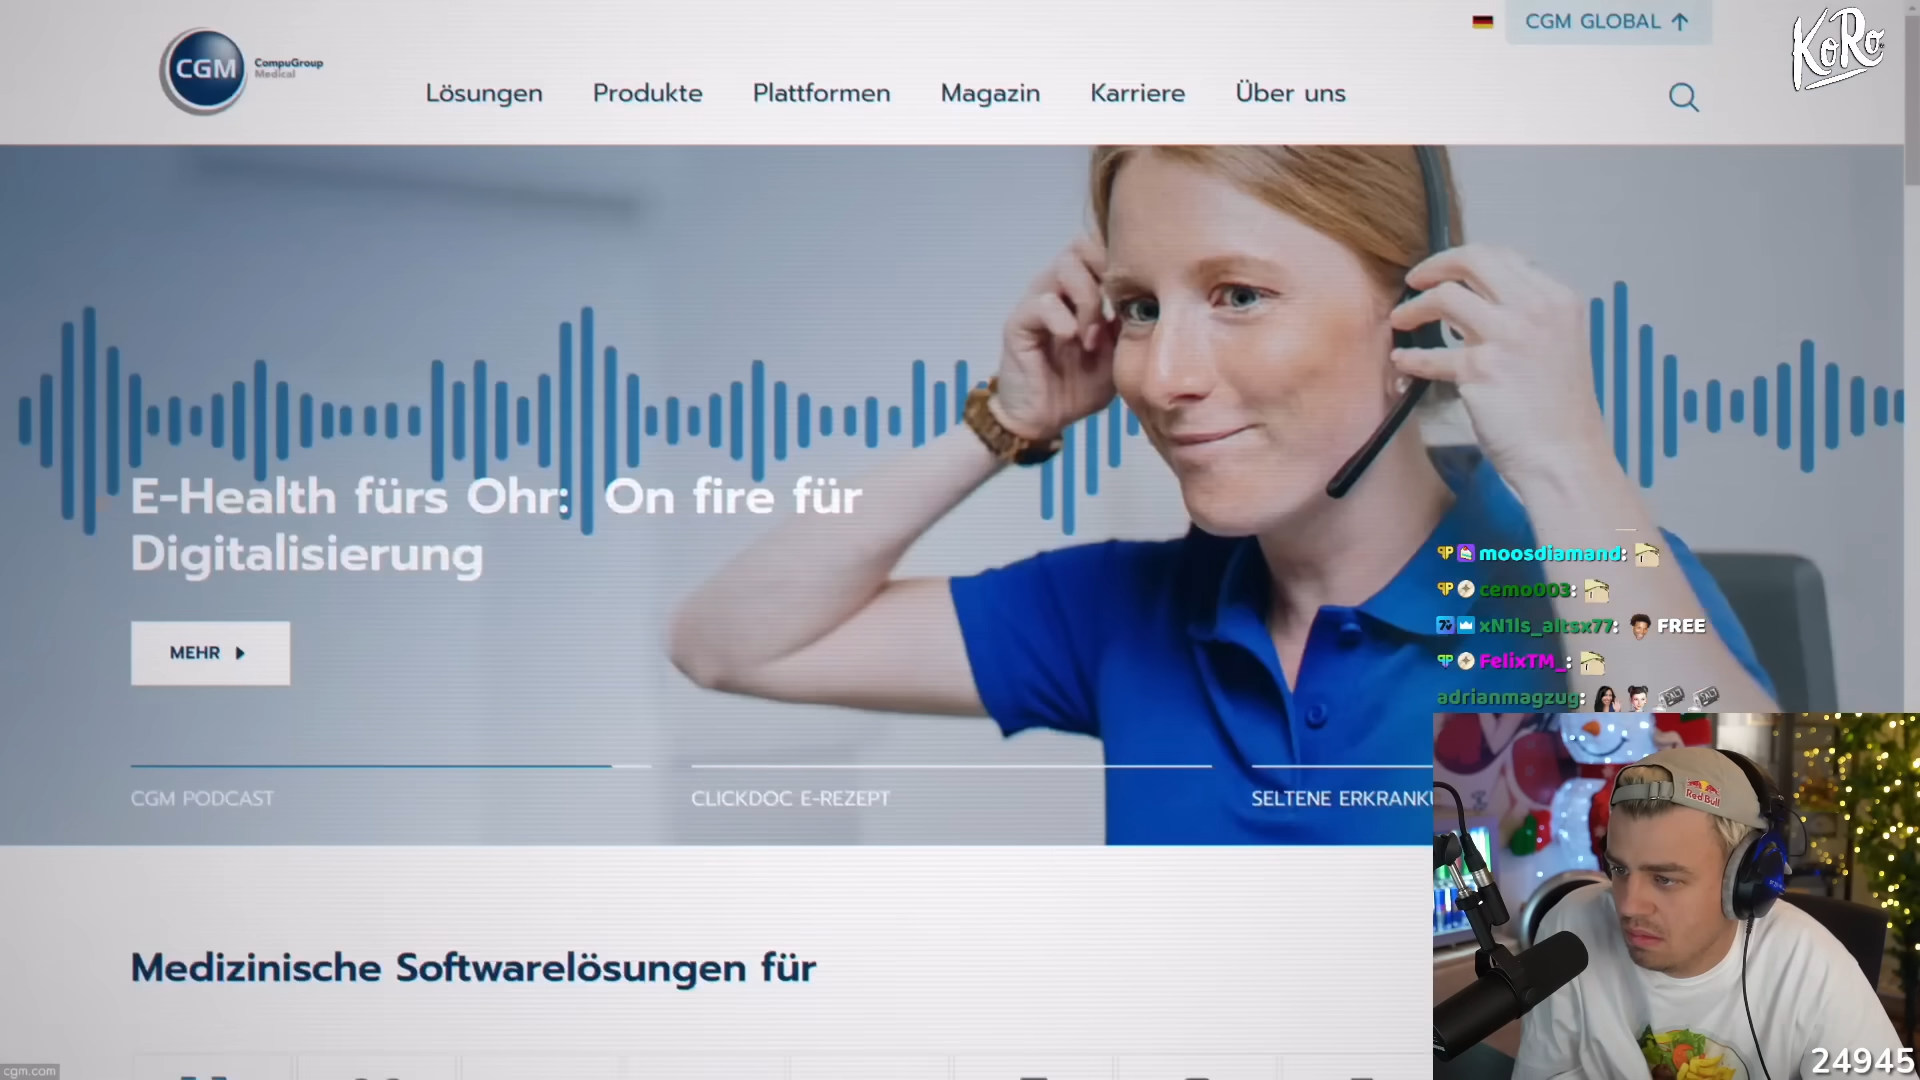 CGM
CompuGroup
Medical
CGM GLOBAL
KoRo
Lösungen
Produkte
Plattformen
Magazin
Karriere
Über uns
E-Health fürs Ohr: On fire für
Digitalisierung
MEHR
CGM PODCAST
CLICKDOC E-REZEPT
SELTENE ERKRANKU
Medizinische Softwarelösungen für
moosdiamand:
cemo003:
xN1ls_altsx77: FREE
FelixTM_:
adrianmagzug:
Red Bull
cgm.com
24945